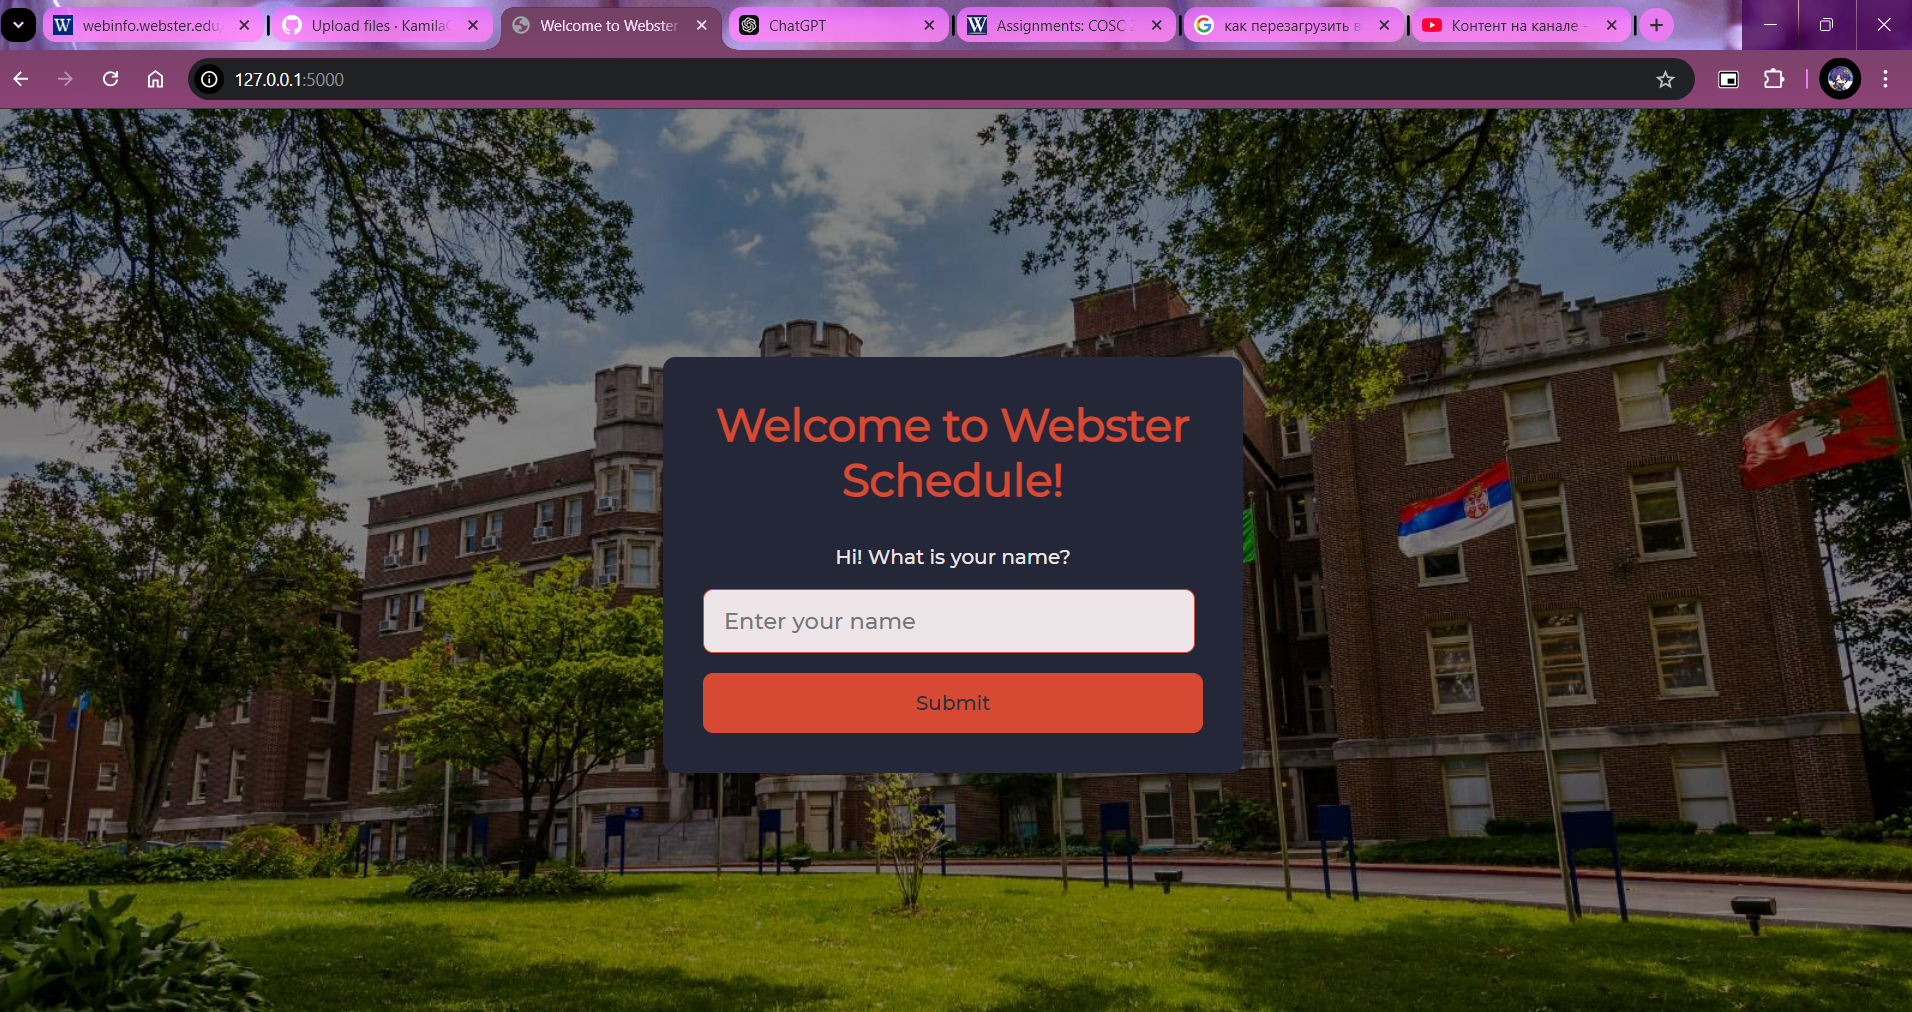 webinfo.webster.edu
Upload files · Kamila
Welcome to Webster
ChatGPT
Assignments: COSC 2
как перезагрузить в
Контент на канале -
127.0.0.1:5000
Welcome to Webster
Schedule!
Hi! What is your name?
Enter your name
Submit